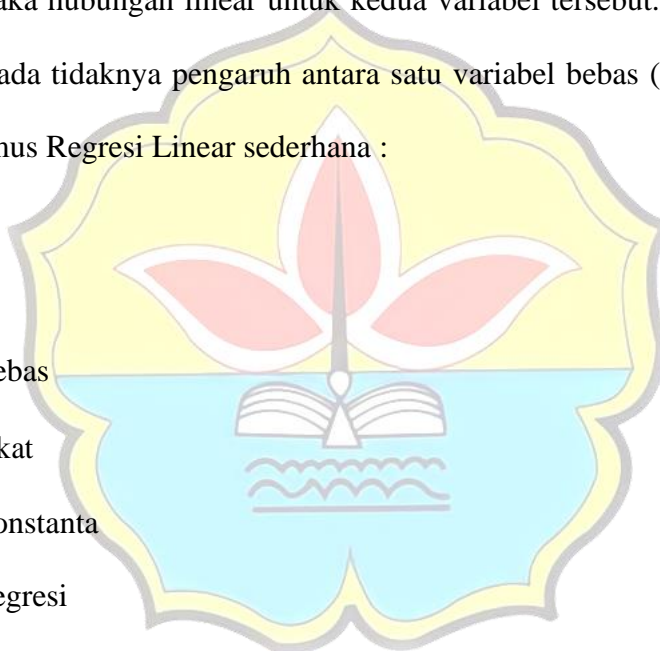 aka hubungan linear untuk kedua variabel tersebut.
ada tidaknya pengaruh antara satu variabel bebas (
nus Regresi Linear sederhana :
ebas
kat
onstanta
egresi